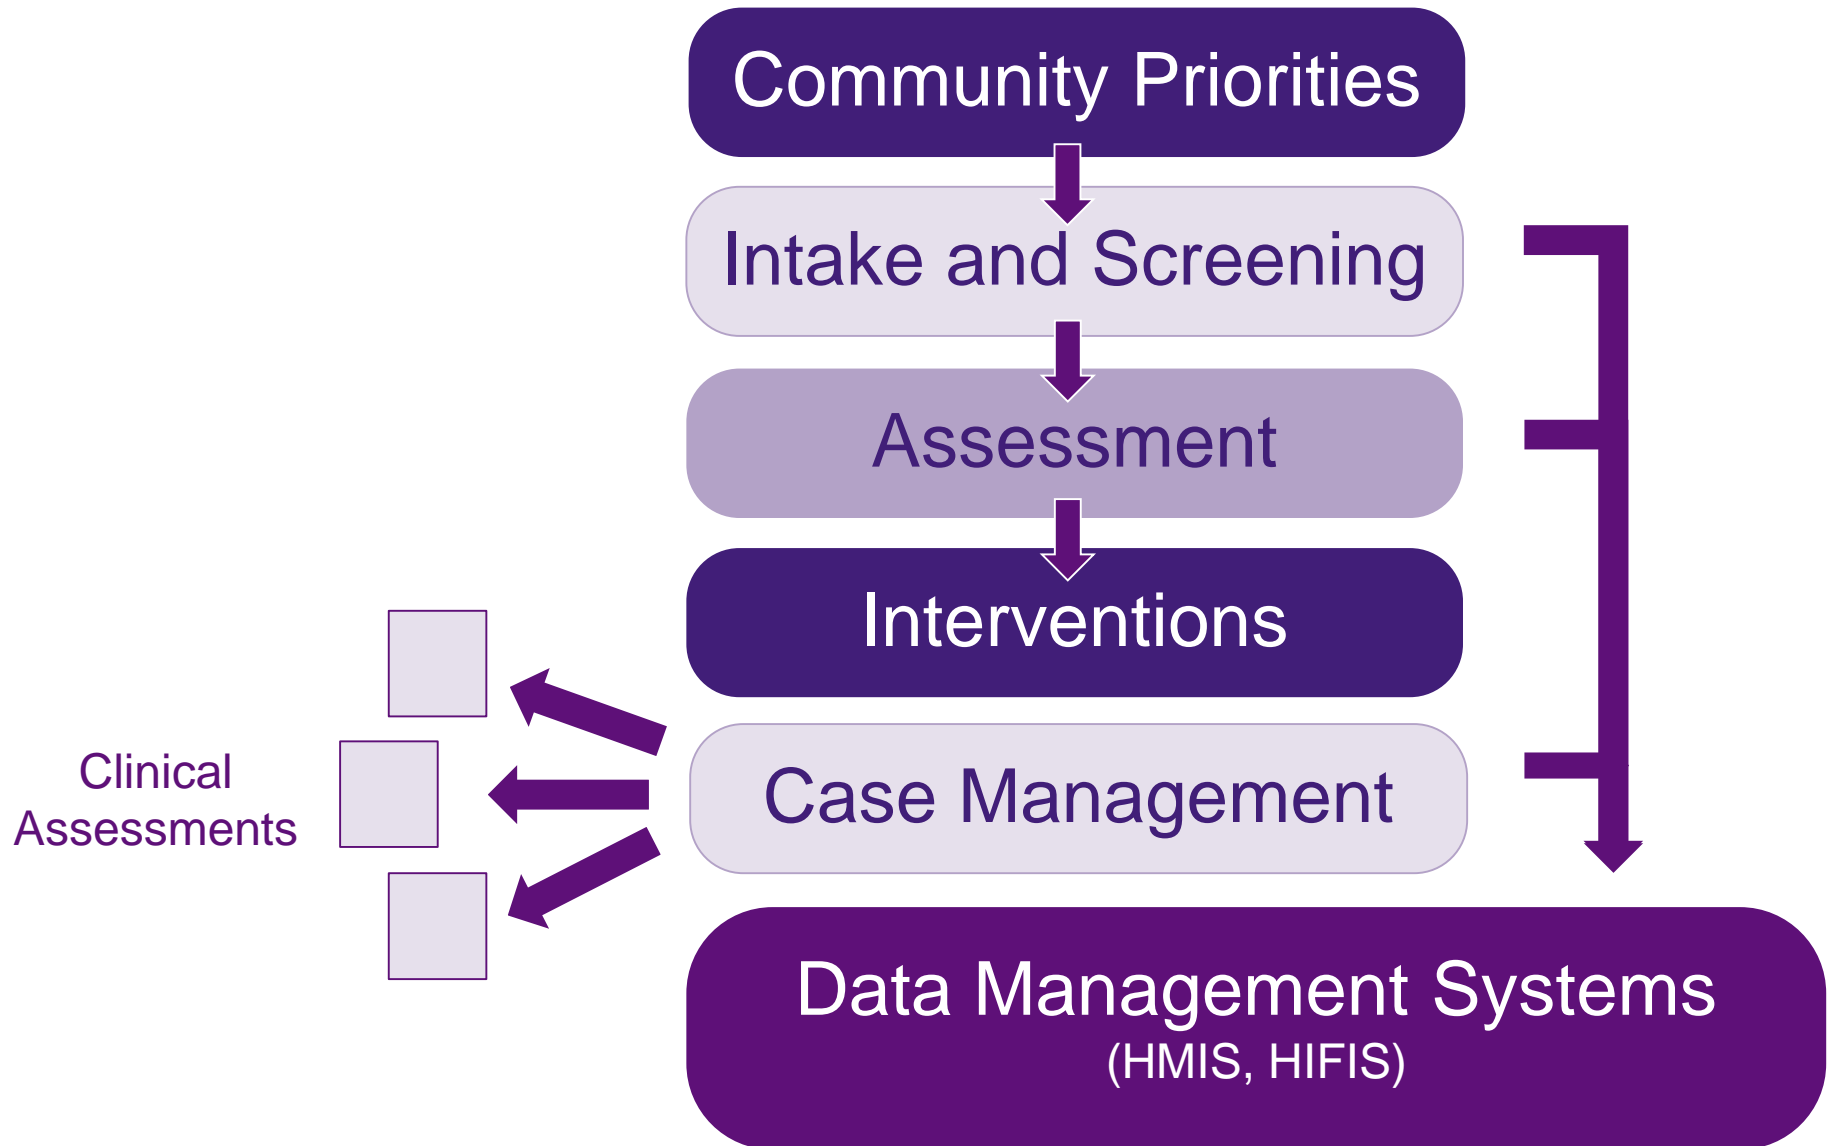 Community Priorities
Intake and Screening
Assessment
Interventions
Case Management
Clinical
Assessments
Data Management Systems
(HMIS, HIFIS)